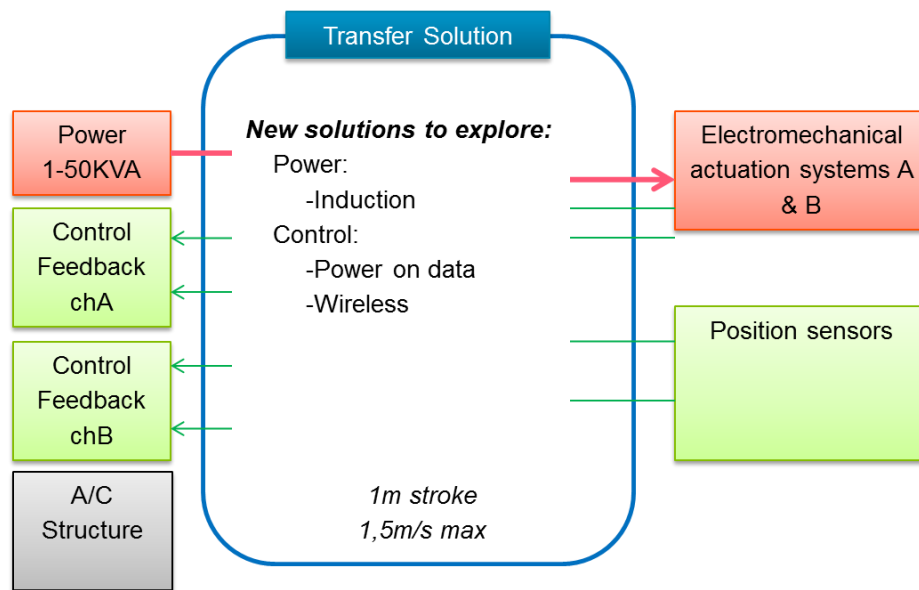 Transfer Solution
Power
1-50KVA
Control
Feedback
chA
Control
Feedback
chB
A/C
Structure
New solutions to explore:
Power:
-Induction
Control:
-Power on data
-Wireless
1m stroke
1,5m/s max
Electromechanical
actuation systems A
& B
Position sensors